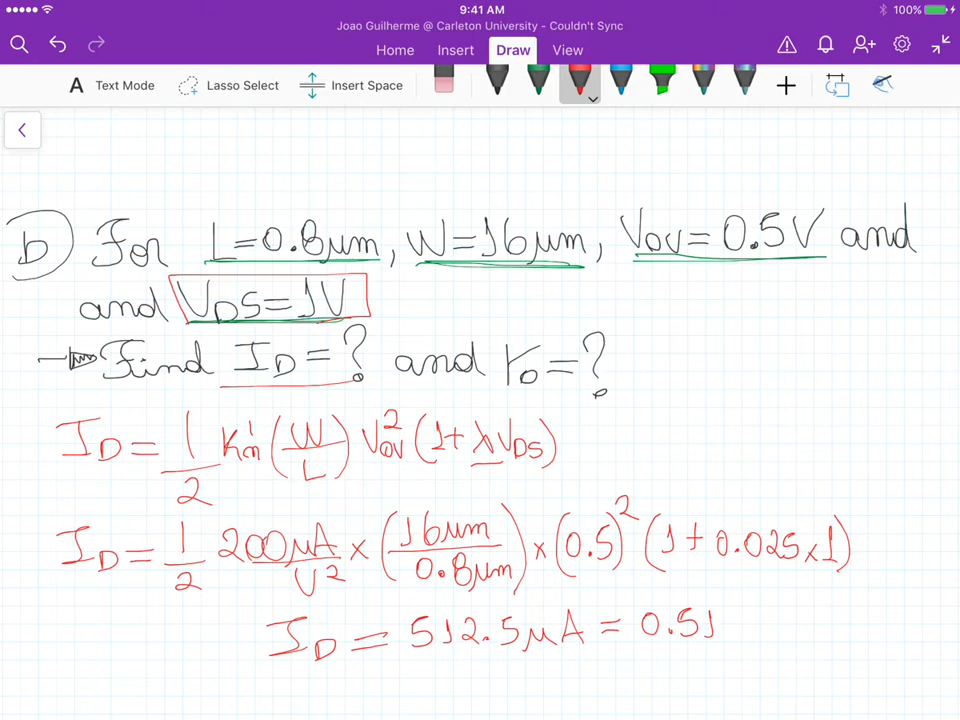 9:41 AM
100%
Joao Guilherme @ Carleton University - Couldn't Sync
Home Insert Draw View
A Text Mode Lasso Select Insert Space
b) For L=0.8μm, W=16μm, VOV=0.5V and
and VDS=1V
Find ID=? and ro=?
ID = 1/2 kn' (W/L) Vov² (1+λVDS)
ID = 1/2 200μA/V² × (16μm/0.8μm) × (0.5)² (1+0.025×1)
ID = 512.5μA = 0.51